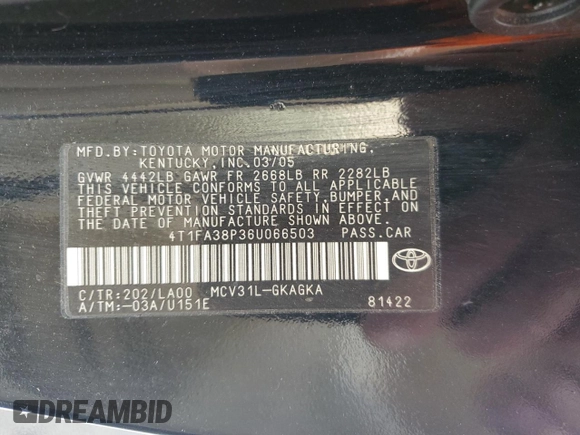 MFD. BY: TOYOTA MOTOR MANUFACTURING,
KENTUCKY, INC. 03/05
GVWR 4442LB GAWR FR 2668LB RR 2282LB
THIS VEHICLE CONFORMS TO ALL APPLICABLE
FEDERAL MOTOR VEHICLE SAFETY, BUMPER, AND
THEFT PREVENTION STANDARDS IN EFFECT ON
THE DATE OF MANUFACTURE SHOWN ABOVE.
4T1FA38P36U066503 PASS. CAR
C/TR: 202/LA00 MCV31L-GKAGKA
A/TM: -03A/U151E 81422
DREAMBID